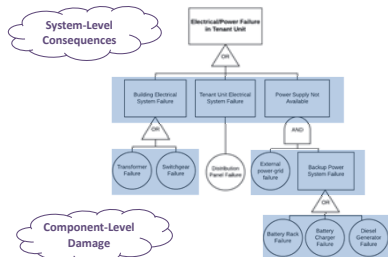 System-Level
Consequences
Electrical/Power Failure
in Tenant Unit
OR
Building Electrical
System Failure
Tenant Unit Electrical
System Failure
Power Supply Not
Available
OR
AND
Transformer
Failure
Switchgear
Failure
Distribution
Panel Failure
External
power grid
failure
Backup Power
System Failure
OR
Component-Level
Damage
Battery Rack
Failure
Battery
Charger
Failure
Diesel
Generator
Failure